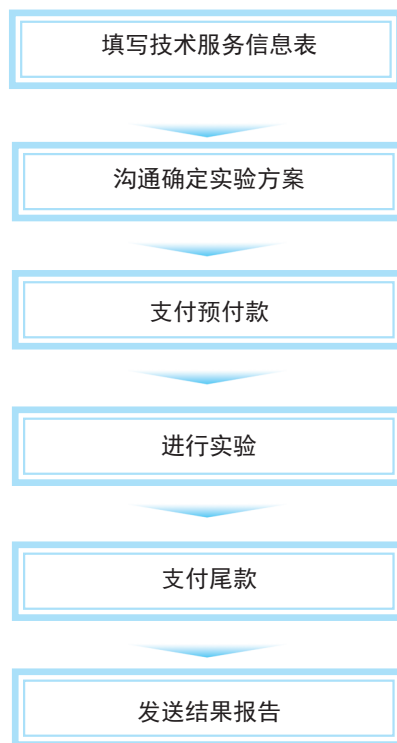 填写技术服务信息表
沟通确定实验方案
支付预付款
进行实验
支付尾款
发送结果报告